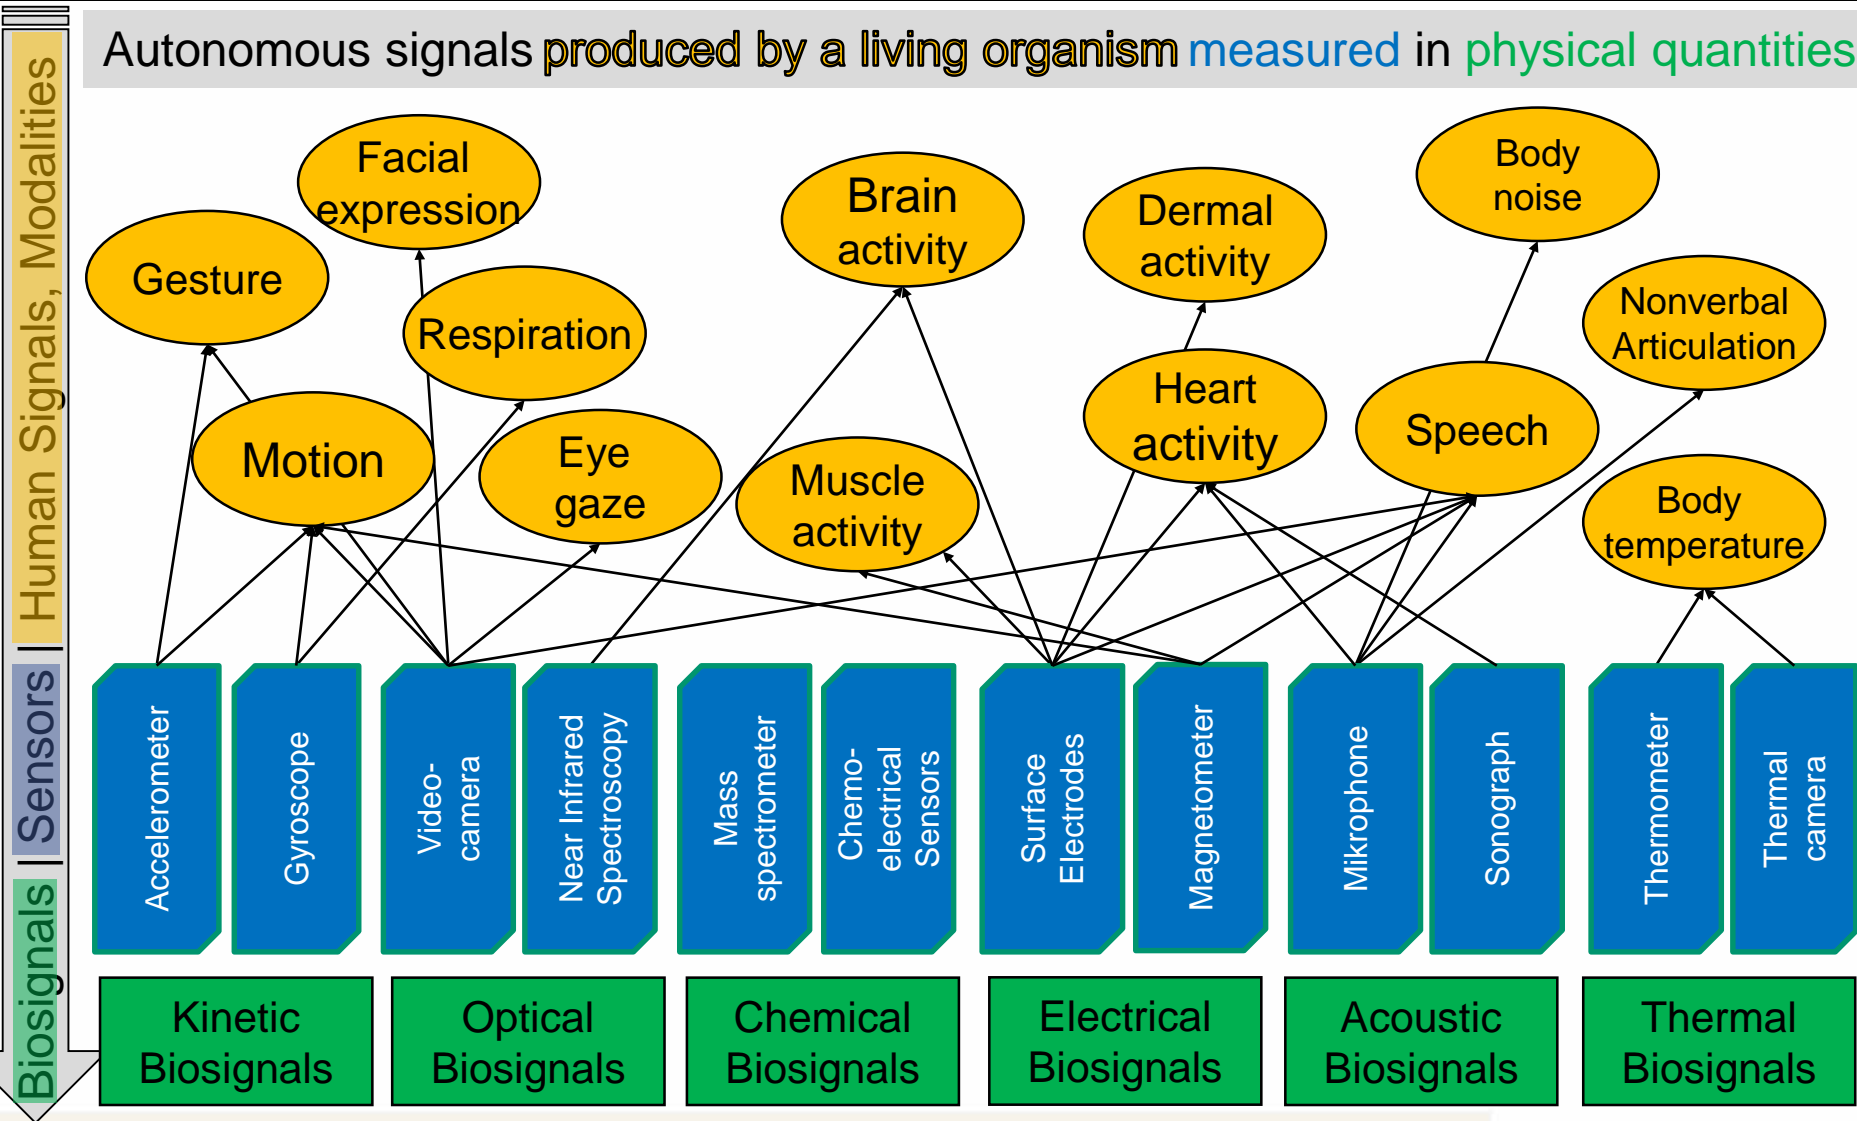 Autonomous signals produced by a living organism measured in physical quantities
Human Signals, Modalities
Sensors
Biosignals
Facial
expression
Gesture
Respiration
Motion
Eye
gaze
Brain
activity
Muscle
activity
Dermal
activity
Heart
activity
Body
noise
Speech
Nonverbal
Articulation
Body
temperature
Accelerometer
Gyroscope
Video-
camera
Near Infrared
Spectroscopy
Mass
spectrometer
Chemo-
electrical
Sensors
Surface
Electrodes
Magnetometer
Mikrophone
Sonograph
Thermometer
Thermal
camera
Kinetic
Biosignals
Optical
Biosignals
Chemical
Biosignals
Electrical
Biosignals
Acoustic
Biosignals
Thermal
Biosignals